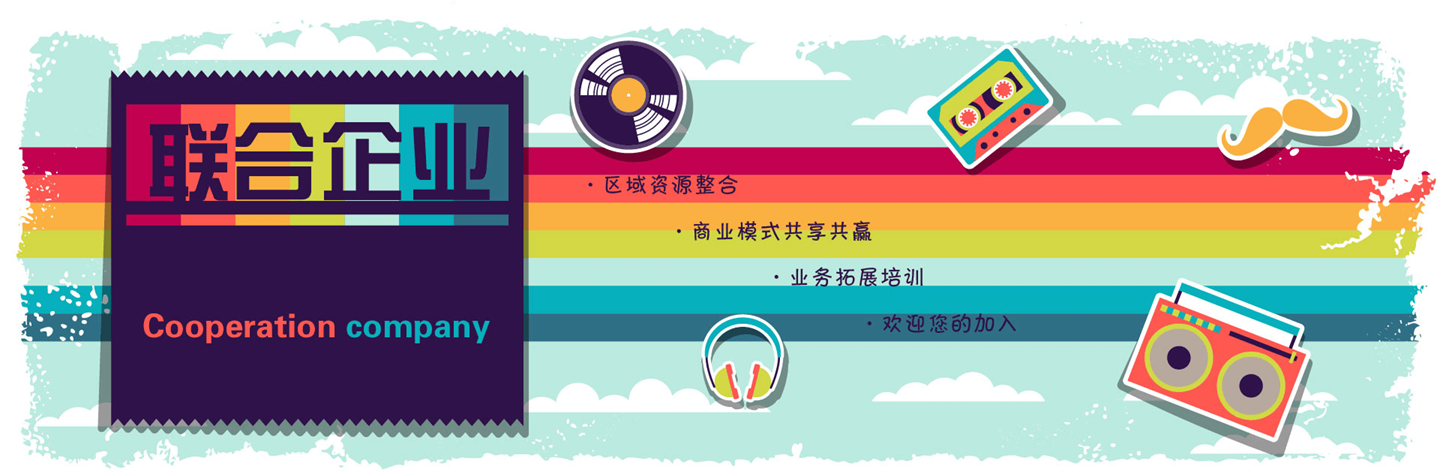 联合企业
Cooperation company
·区域资源整合
·商业模式共享共赢
·业务拓展培训
·欢迎您的加入